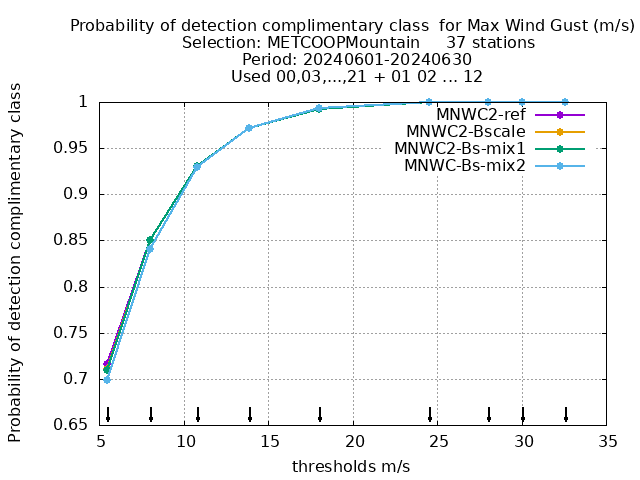 Probability of detection complimentary class  for Max Wind Gust (m/s)
Selection: METCOOPMountain     37 stations
Period: 20240601-20240630
Used 00,03,...,21 + 01 02 ... 12
Probability of detection complimentary class
1
0.95
0.9
0.85
0.8
0.75
0.7
0.65
MNWC2-ref
MNWC2-Bscale
MNWC2-Bs-mix1
MNWC-Bs-mix2
5 10 15 20 25 30 35
thresholds m/s